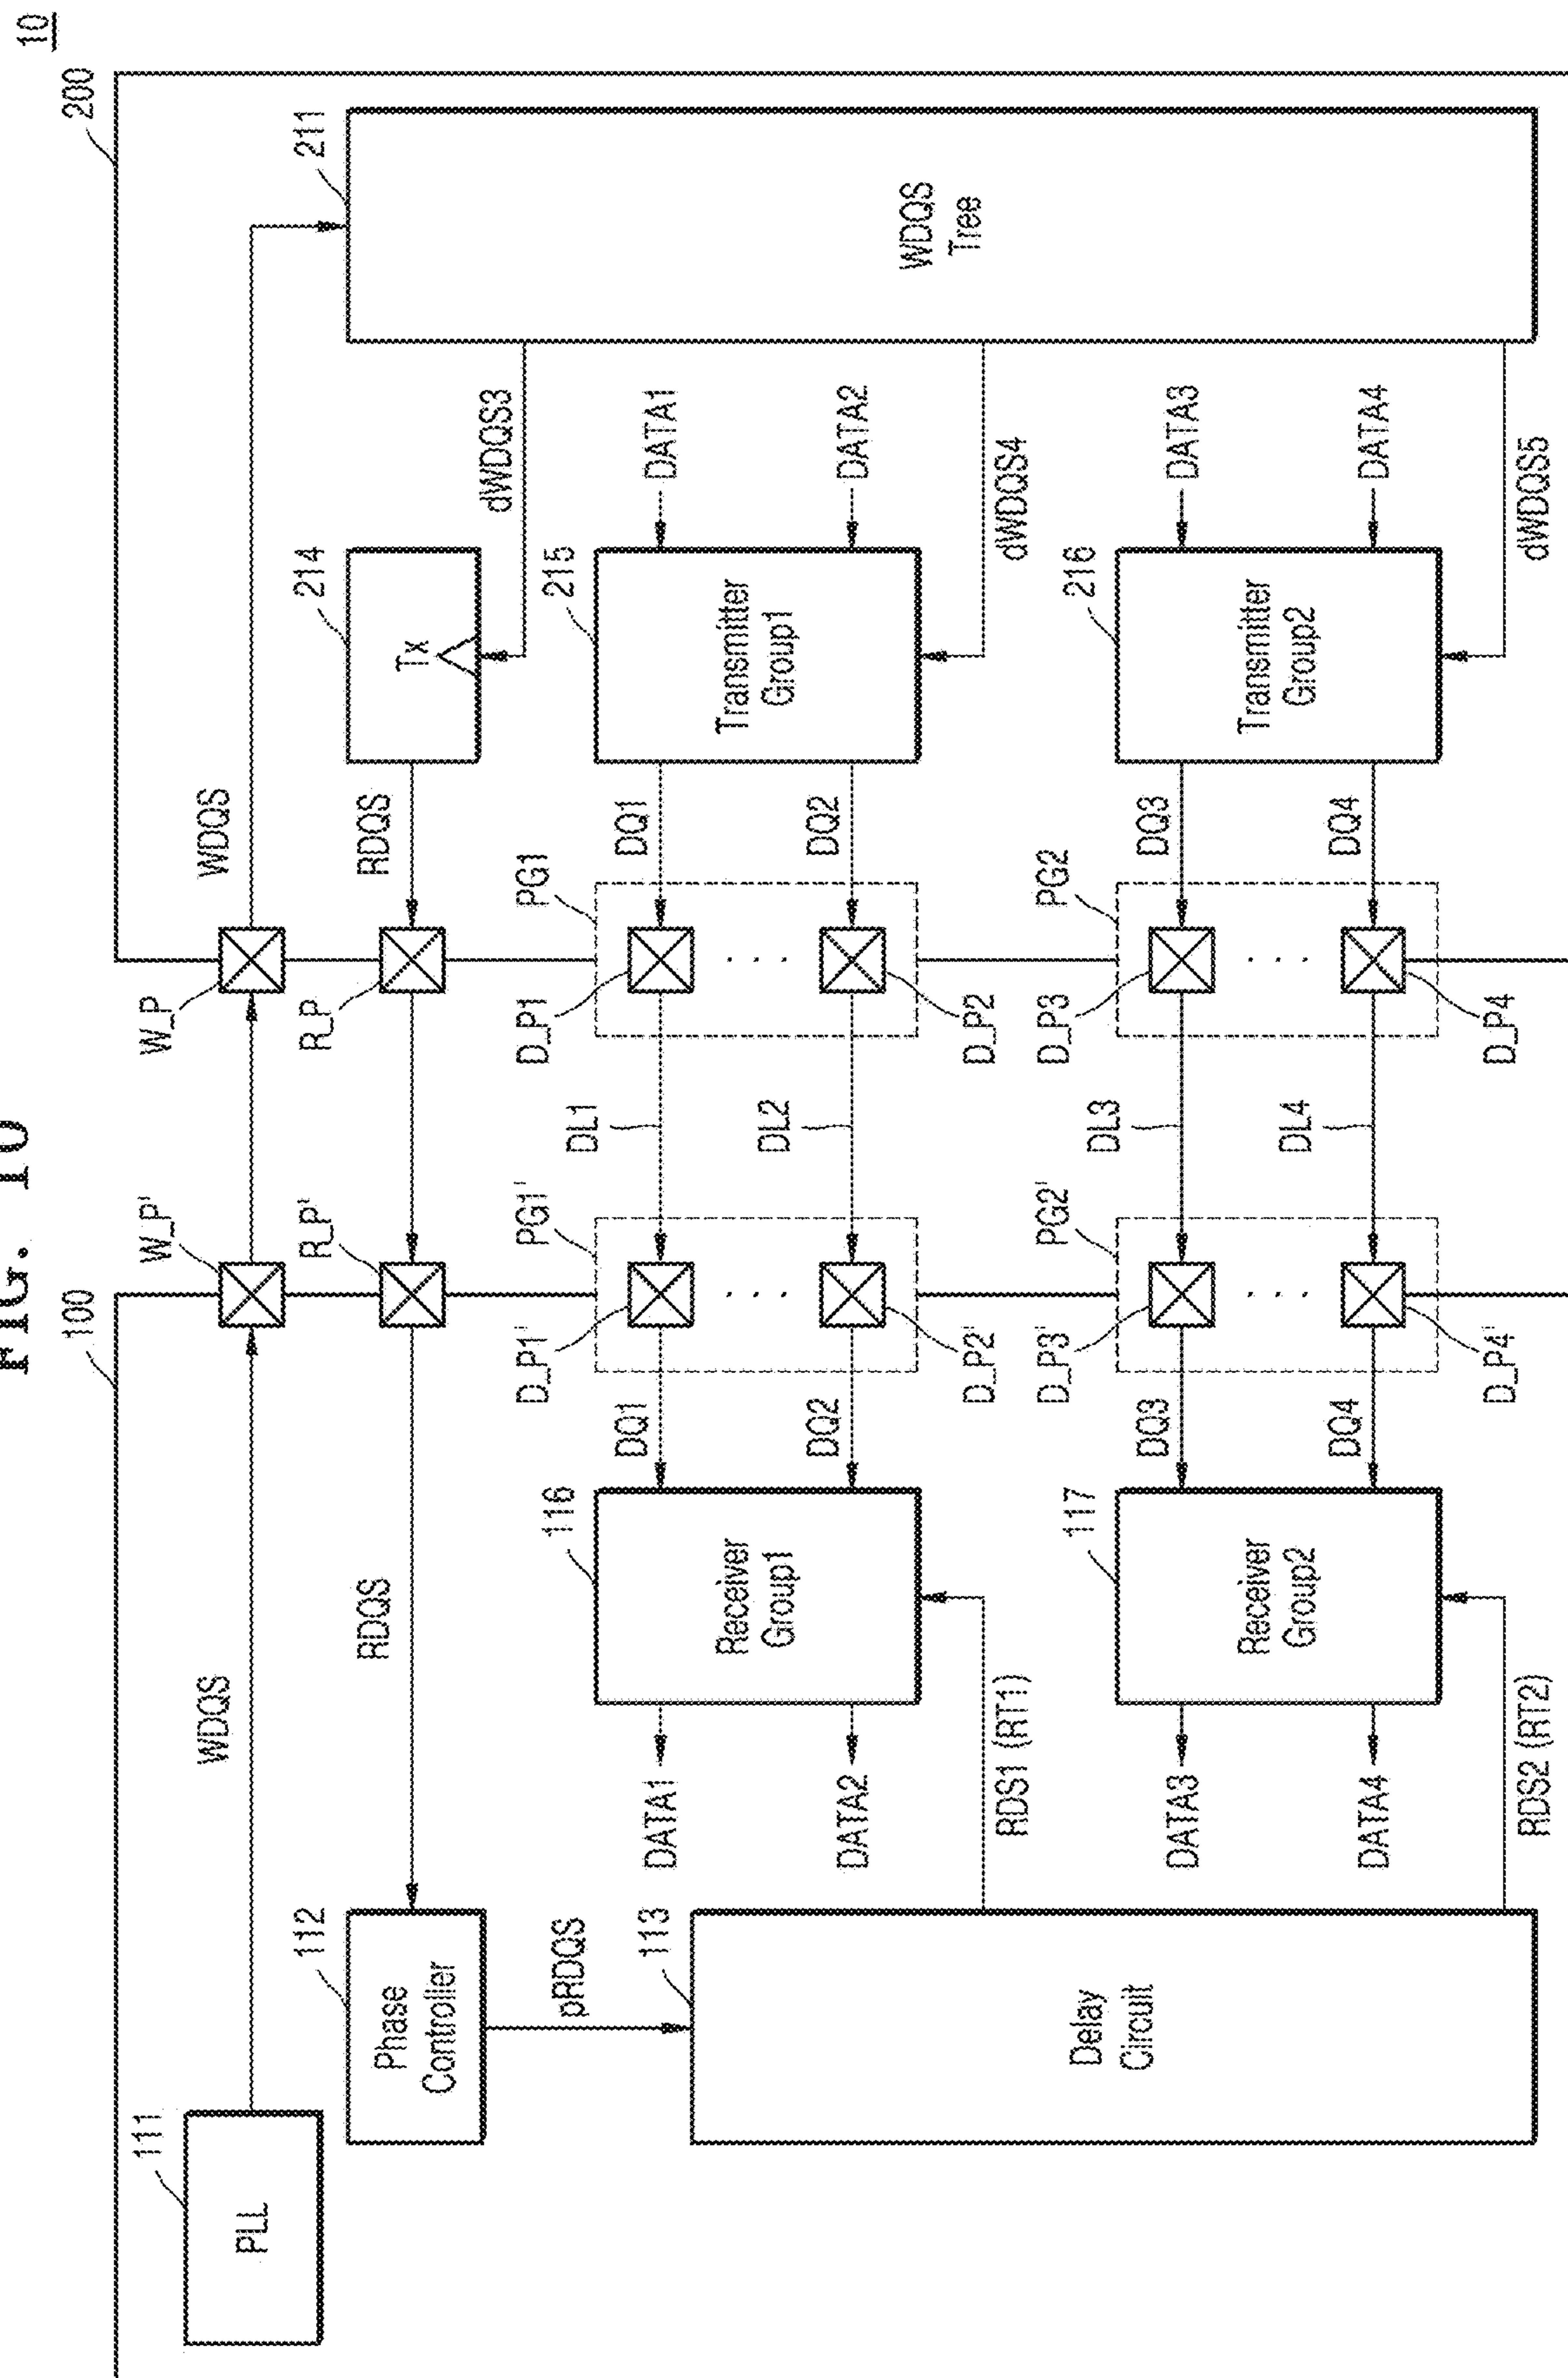 FIG. 10
10
100
200
111
PLL
WDQS
W_P'
W_P
WDQS
211
WDQS
Tree
112
Phase
Controller
RDQS
R_P'
R_P
RDQS
214
Tx
dWDQS3
pRDQS
113
Delay
Circuit
116
Receiver
Group1
DATA1
DATA2
DQ1
DQ2
RDS1 (RT1)
PG1'
D_P1'
D_P2'
DL1
DL2
PG1
D_P1
D_P2
DQ1
DQ2
215
Transmitter
Group1
DATA1
DATA2
dWDQS4
117
Receiver
Group2
DATA3
DATA4
DQ3
DQ4
RDS2 (RT2)
PG2'
D_P3'
D_P4'
DL3
DL4
PG2
D_P3
D_P4
DQ3
DQ4
216
Transmitter
Group2
DATA3
DATA4
dWDQS5